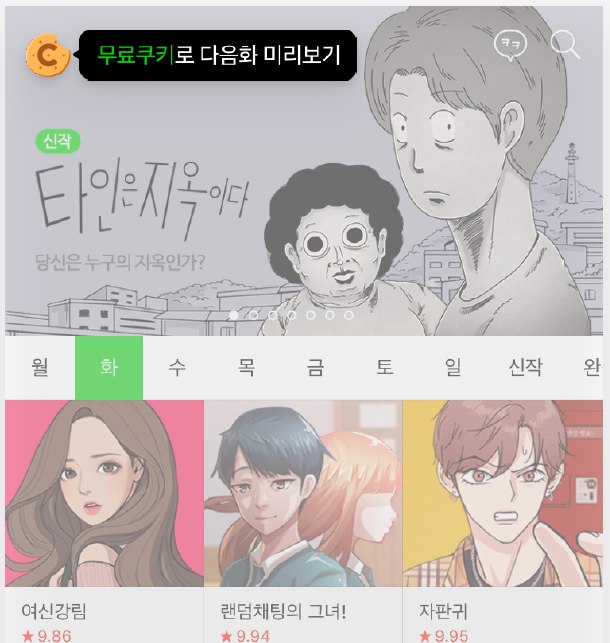 C 무료쿠키로 다음화 미리보기
ㅋㅋ
신작
타인은 지옥이다
당신은 누구의 지옥인가?
월 화 수 목 금 토 일 신작 완
여신강림 랜덤채팅의 그녀! 자판귀
★9.86 ★9.94 ★9.95